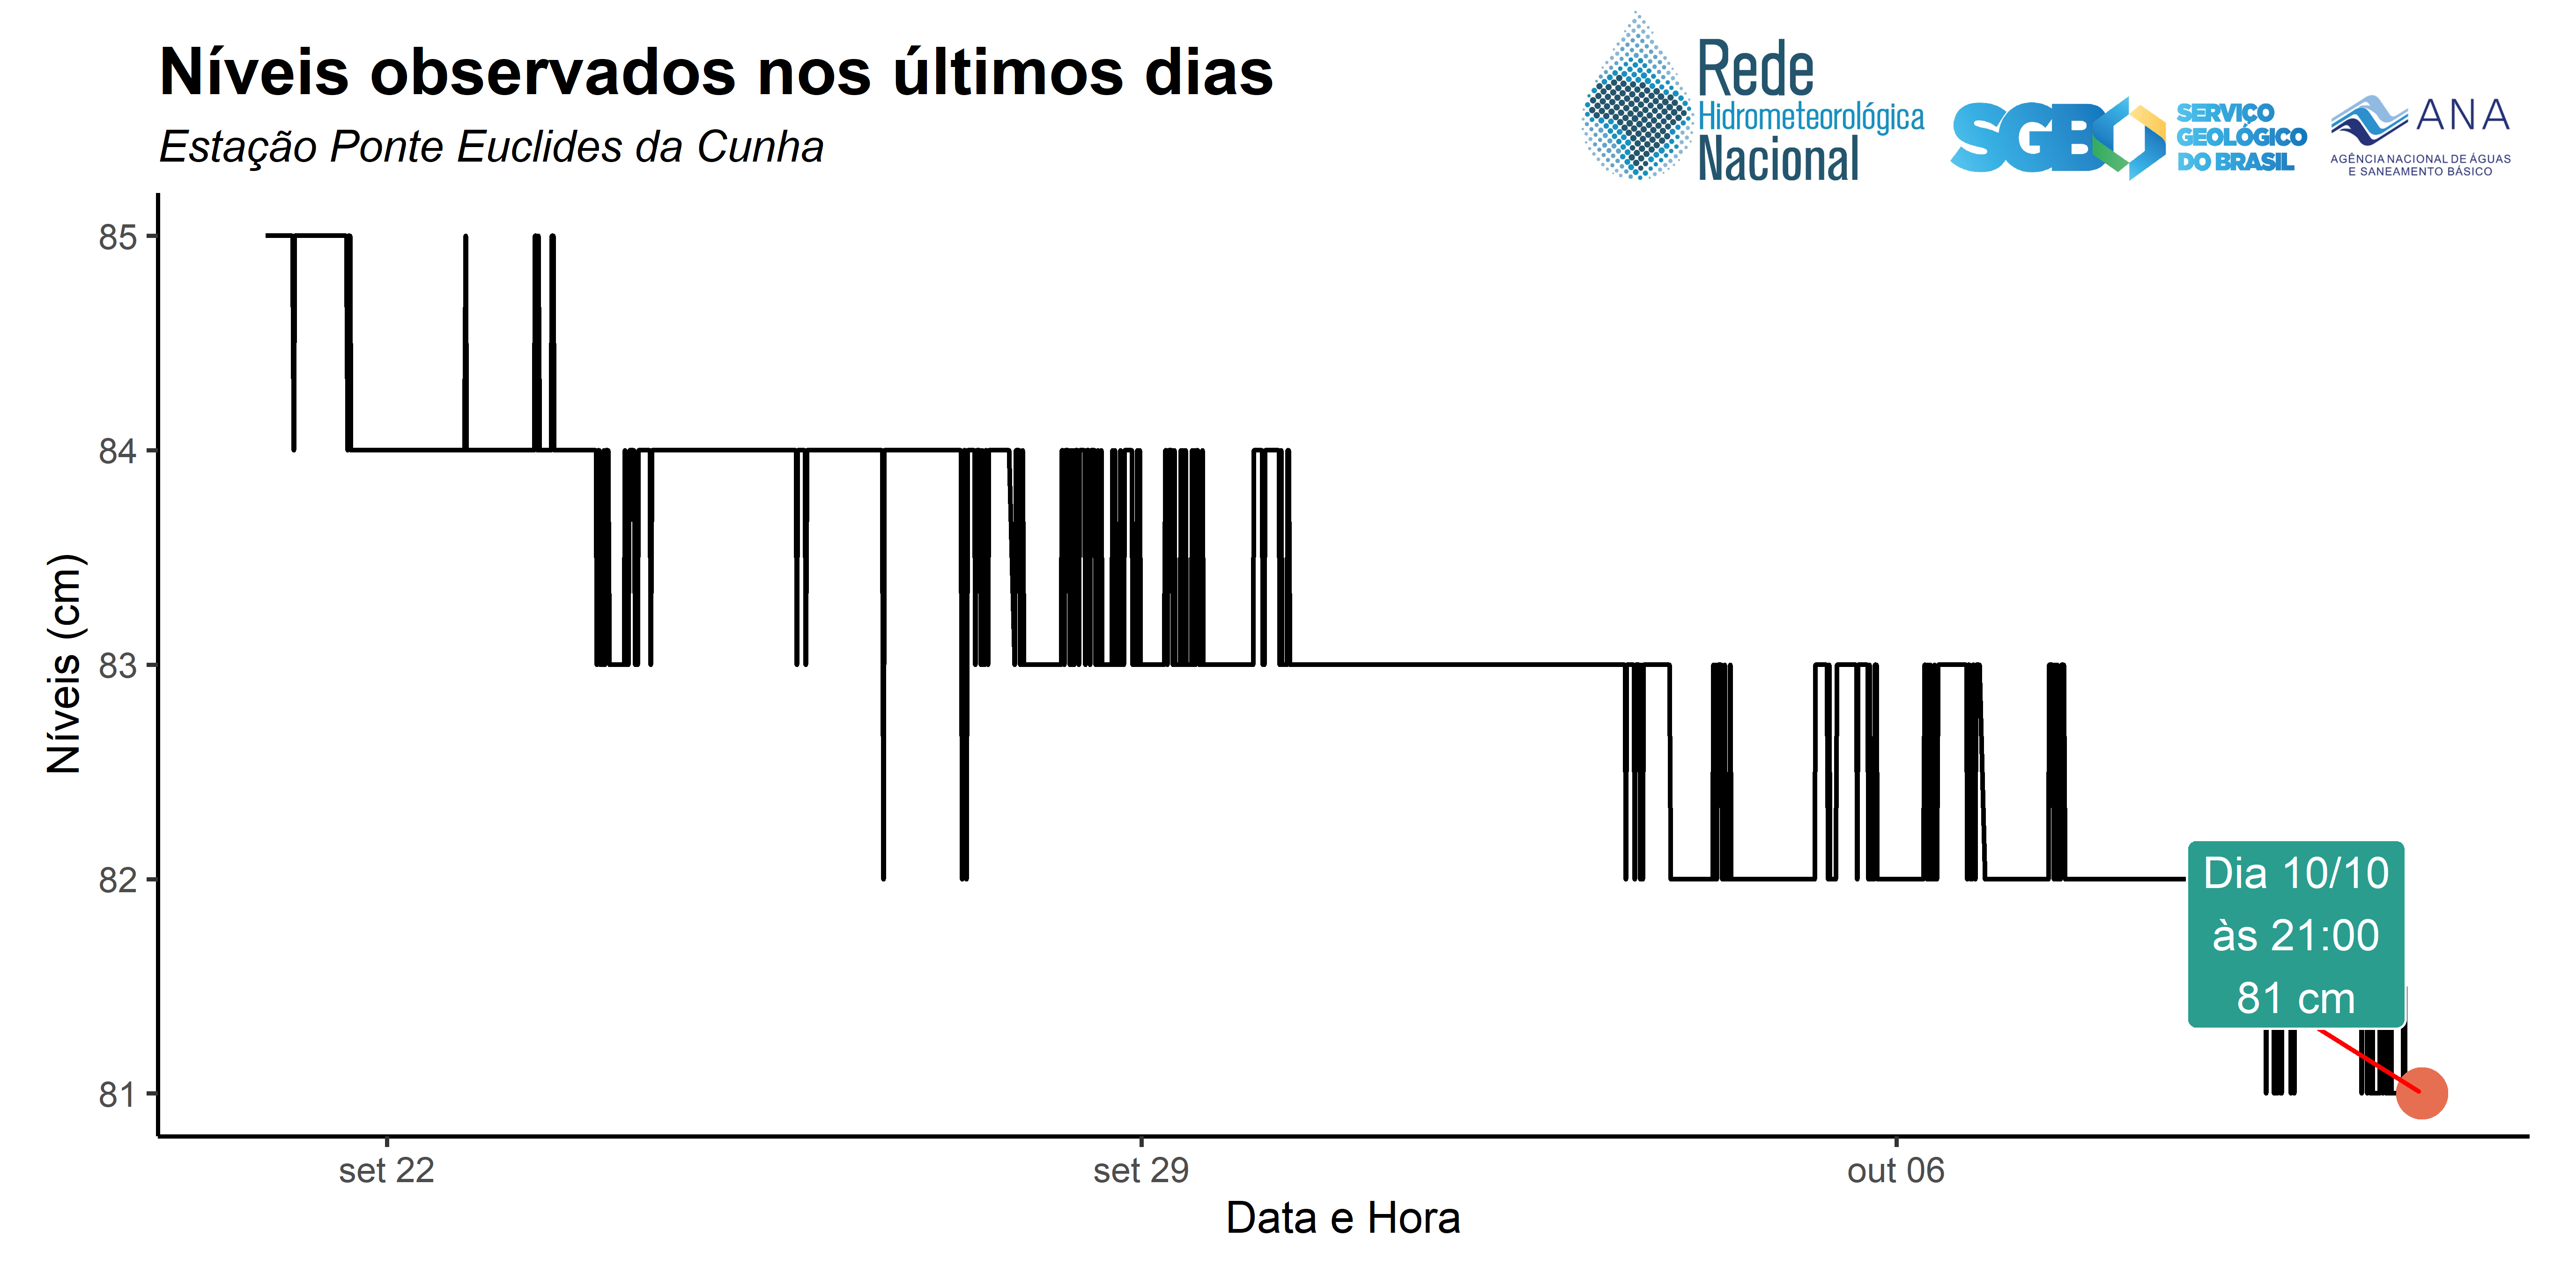 Níveis observados nos últimos dias
Estação Ponte Euclides da Cunha
Rede
Hidrometeorológica
Nacional
SGB
SERVIÇO
GEOLÓGICO
DO BRASIL
ANA
AGÊNCIA NACIONAL DE ÁGUAS
E SANEAMENTO BÁSICO
Níveis (cm)
85
84
83
82
81
Dia 10/10
às 21:00
81 cm
set 22
set 29
out 06
Data e Hora